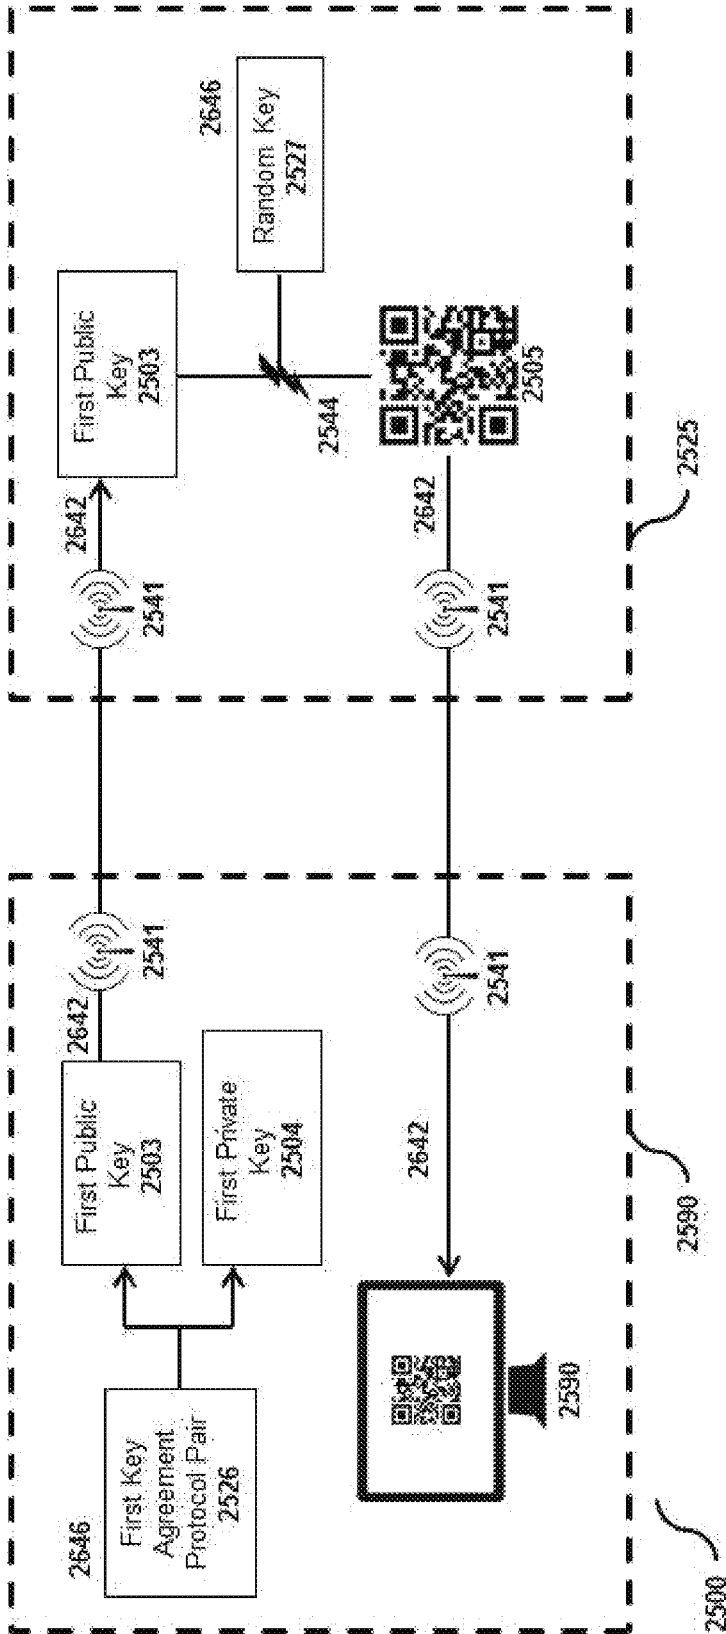 2646
First Key
Agreement
Protocol Pair
2526
First Public
Key
2503
First Private
Key
2504
2642
2541
2541
2642
First Public
Key
2503
2646
Random Key
2527
2544
2505
2642
2541
2541
2642
2590
2590
2525
2500